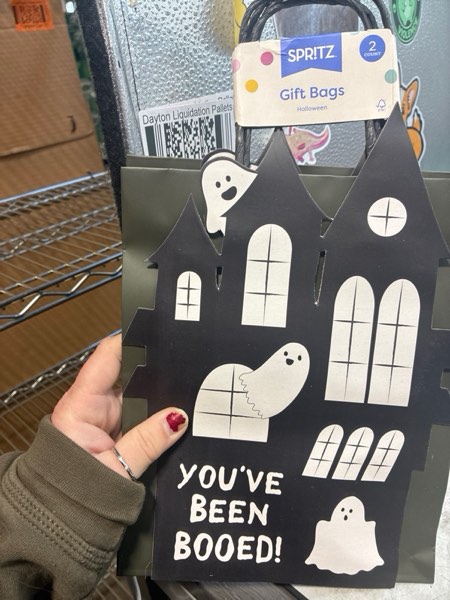 SPRITZ
2
Gift Bags
Halloween
Dayton Liquidation Pallets
YOU'VE
BEEN
BOOED!